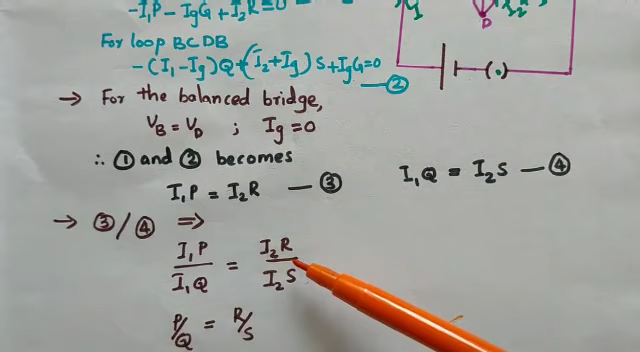 -I₁P - IgG + I₂R = 0
For loop BCDB
-(I₁-Ig)Q+(I₂+Ig)S+IgG=0 —②
→ For the balanced bridge,
V_B = V_D ; Ig=0
∴ ① and ② becomes
I₁P = I₂R — ③
I₁Q = I₂S — ④
→ ③/④ ⇒
I₁P/I₁Q = I₂R/I₂S
P/Q = R/S
D